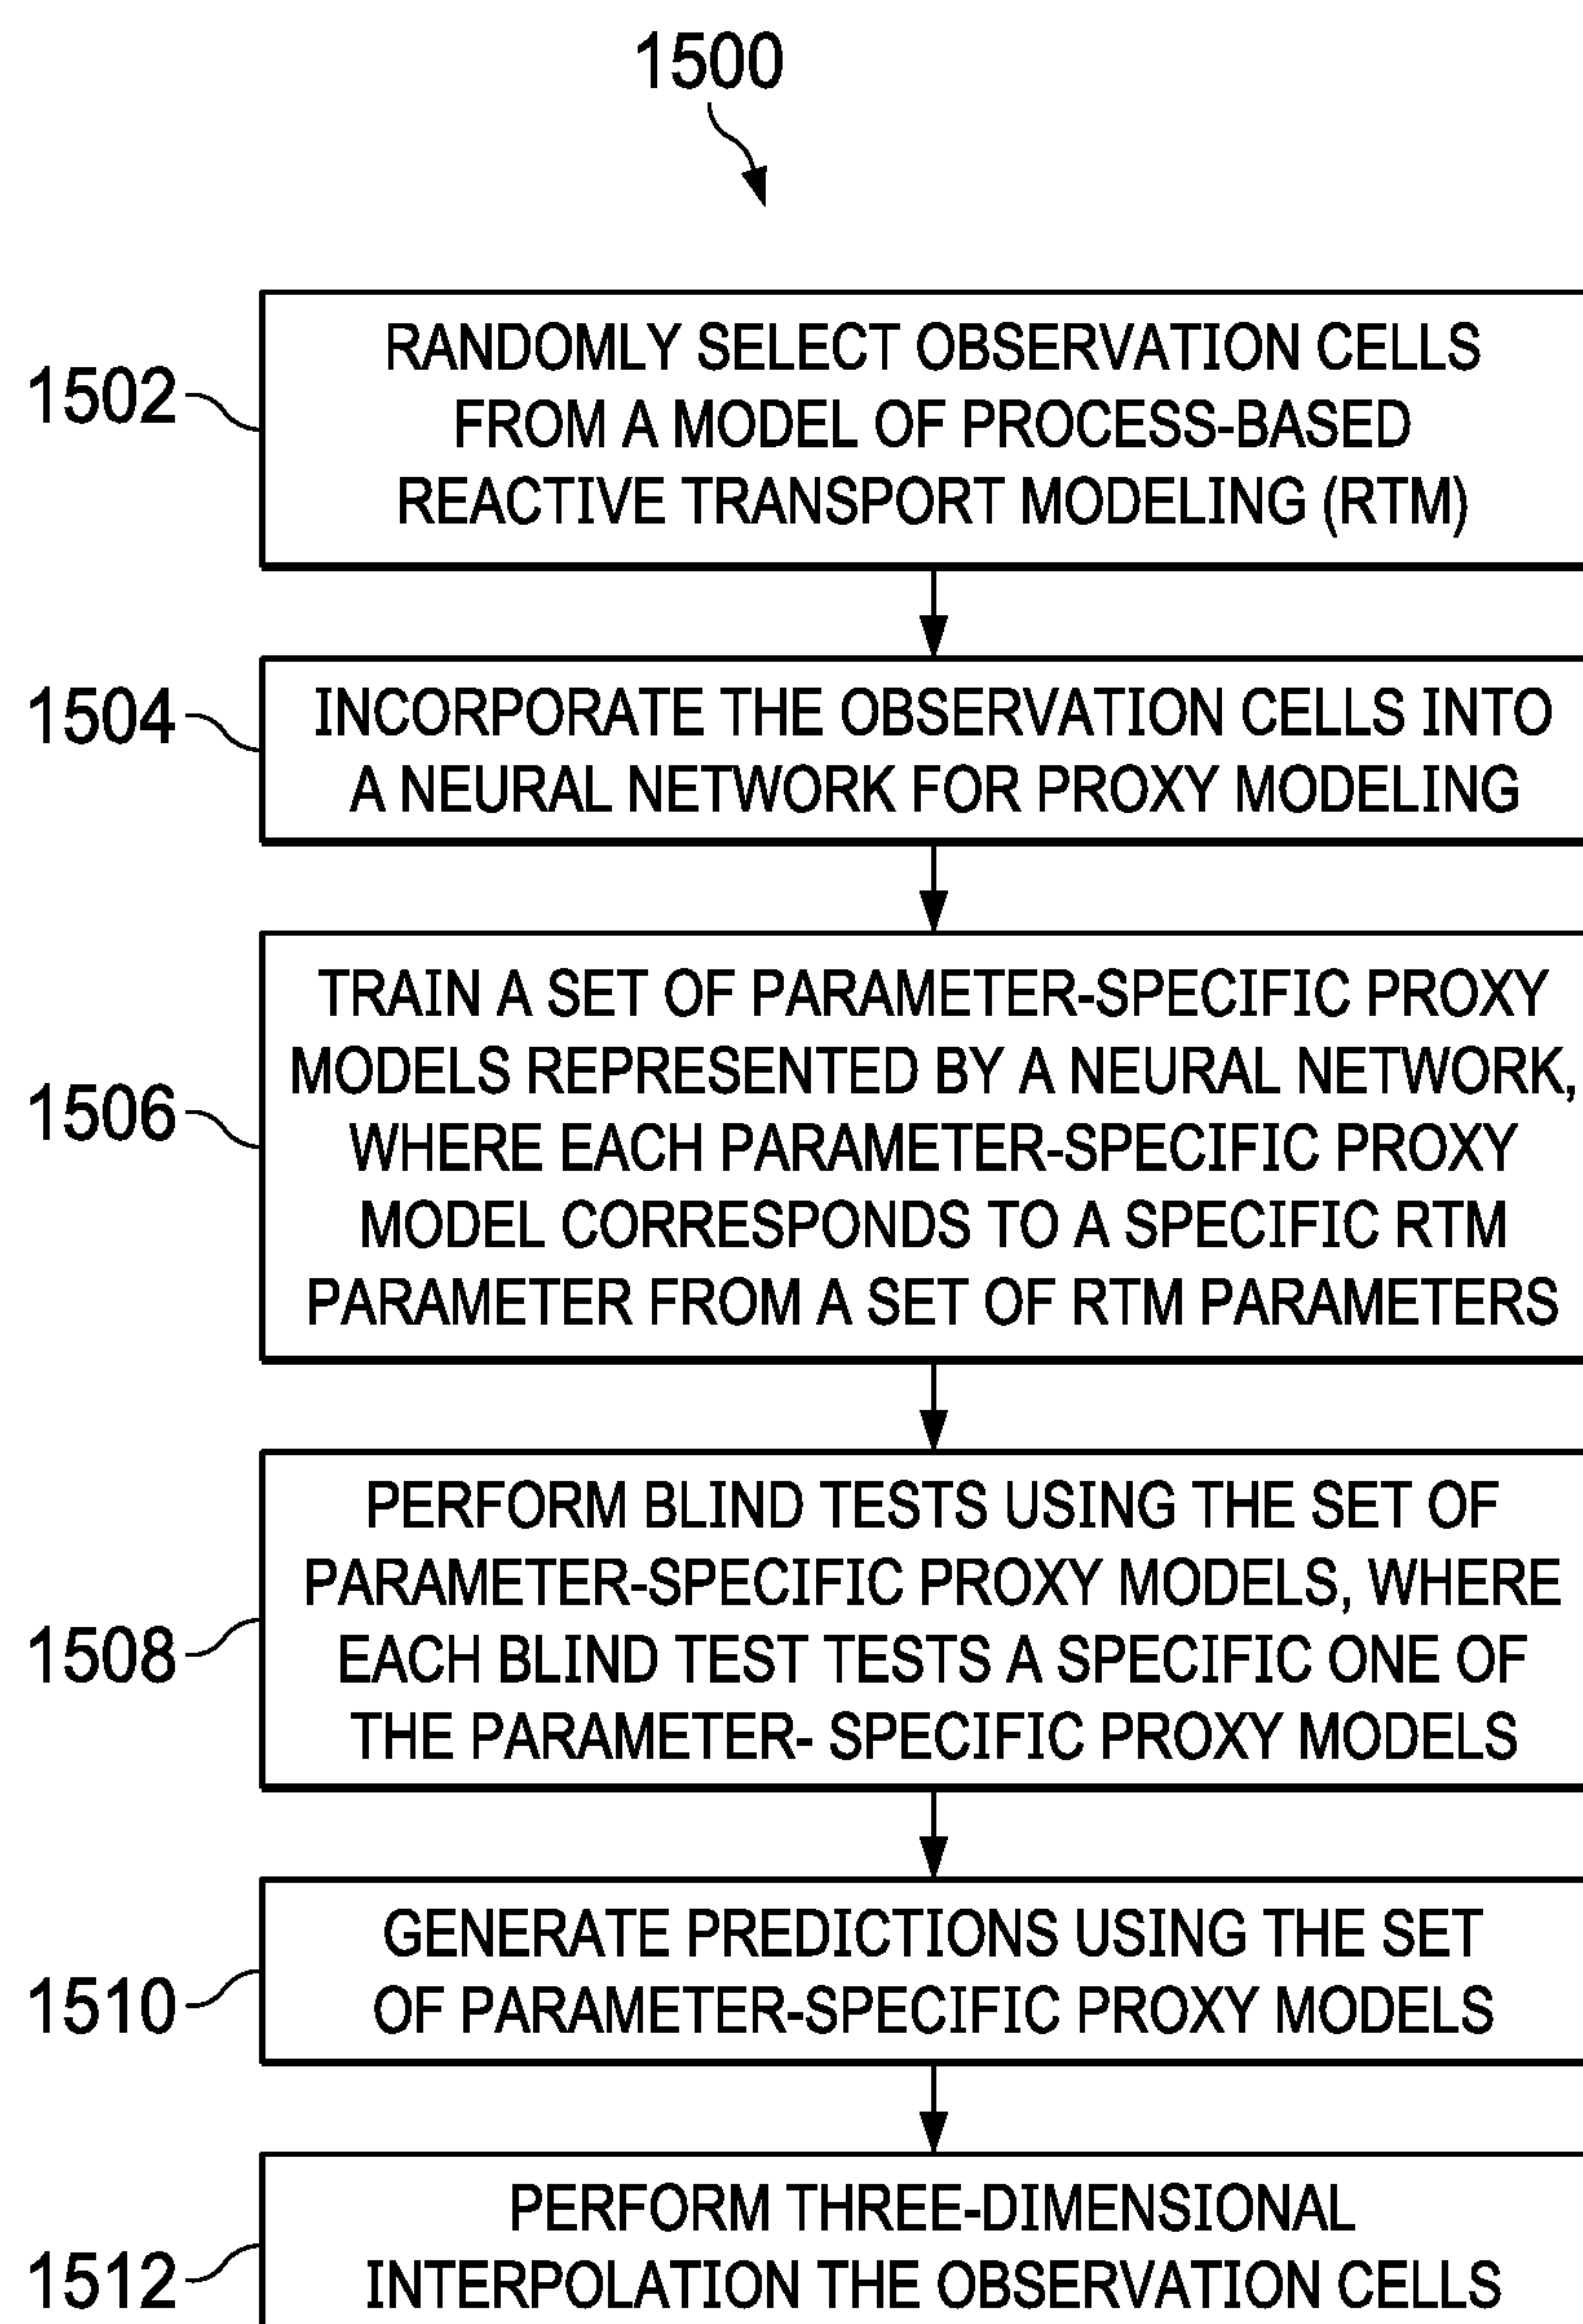 1500
1502
RANDOMLY SELECT OBSERVATION CELLS
FROM A MODEL OF PROCESS-BASED
REACTIVE TRANSPORT MODELING (RTM)
1504
INCORPORATE THE OBSERVATION CELLS INTO
A NEURAL NETWORK FOR PROXY MODELING
1506
TRAIN A SET OF PARAMETER-SPECIFIC PROXY
MODELS REPRESENTED BY A NEURAL NETWORK,
WHERE EACH PARAMETER-SPECIFIC PROXY
MODEL CORRESPONDS TO A SPECIFIC RTM
PARAMETER FROM A SET OF RTM PARAMETERS
1508
PERFORM BLIND TESTS USING THE SET OF
PARAMETER-SPECIFIC PROXY MODELS, WHERE
EACH BLIND TEST TESTS A SPECIFIC ONE OF
THE PARAMETER- SPECIFIC PROXY MODELS
1510
GENERATE PREDICTIONS USING THE SET
OF PARAMETER-SPECIFIC PROXY MODELS
1512
PERFORM THREE-DIMENSIONAL
INTERPOLATION THE OBSERVATION CELLS